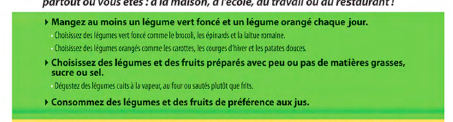 partout où vous êtes : à la maison, à l'école, au travail ou au restaurant !
▸ Mangez au moins un légume vert foncé et un légume orangé chaque jour.
- Choisissez des légumes vert foncé comme le brocoli, les épinards et la laitue romaine.
- Choisissez des légumes orangés comme les carottes, les courges d'hiver et les patates douces.
▸ Choisissez des légumes et des fruits préparés avec peu ou pas de matières grasses,
sucre ou sel.
- Dégustez des légumes cuits à la vapeur, au four ou sautés plutôt que frits.
▸ Consommez des légumes et des fruits de préférence aux jus.